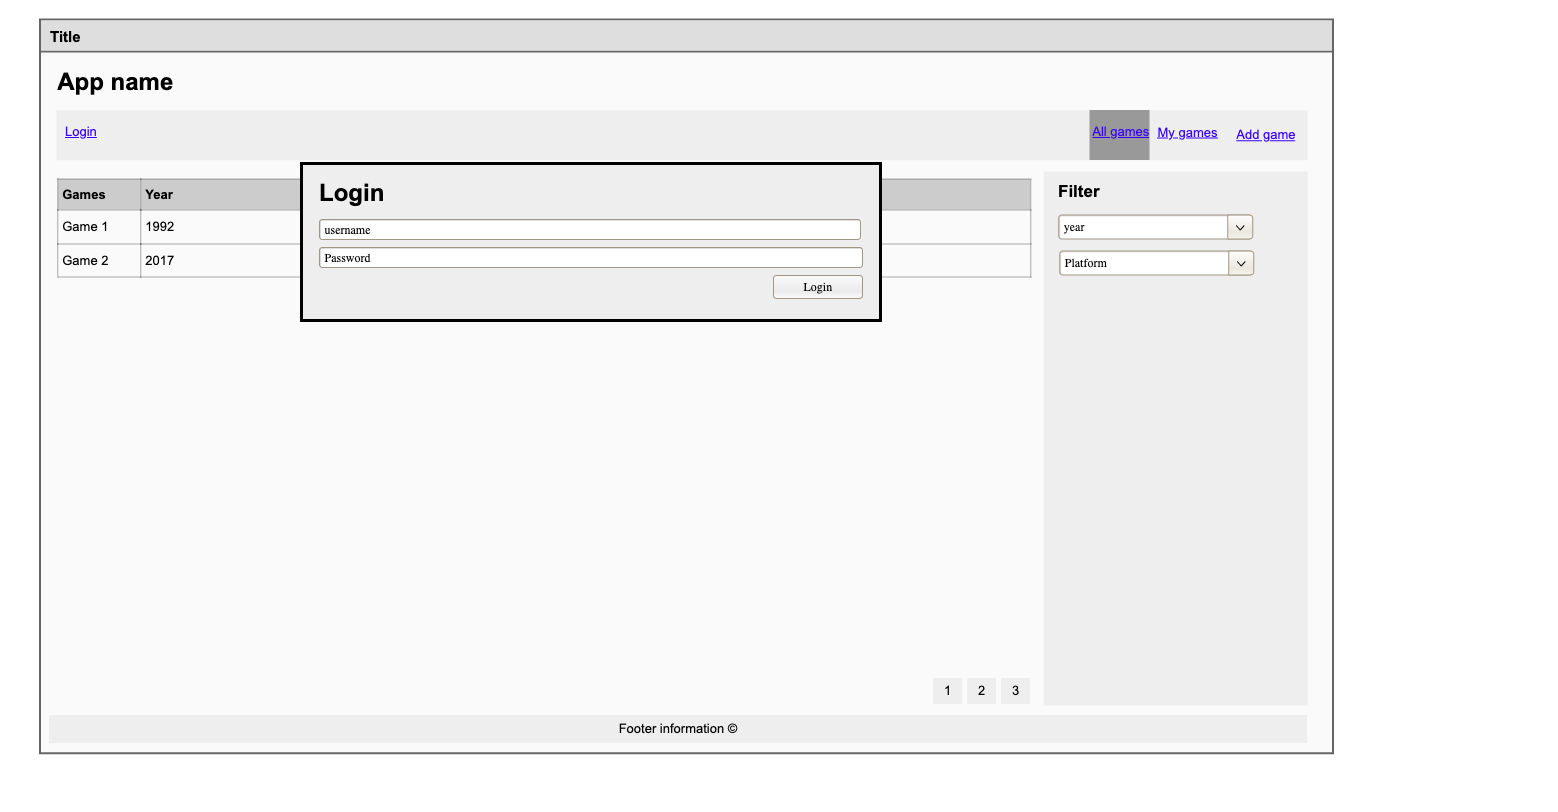 Title
App name
Login
All games My games Add game
Login
username
Password
Login
Games Year
Game 1 1992
Game 2 2017
Filter
year
Platform
1 2 3
Footer information ©